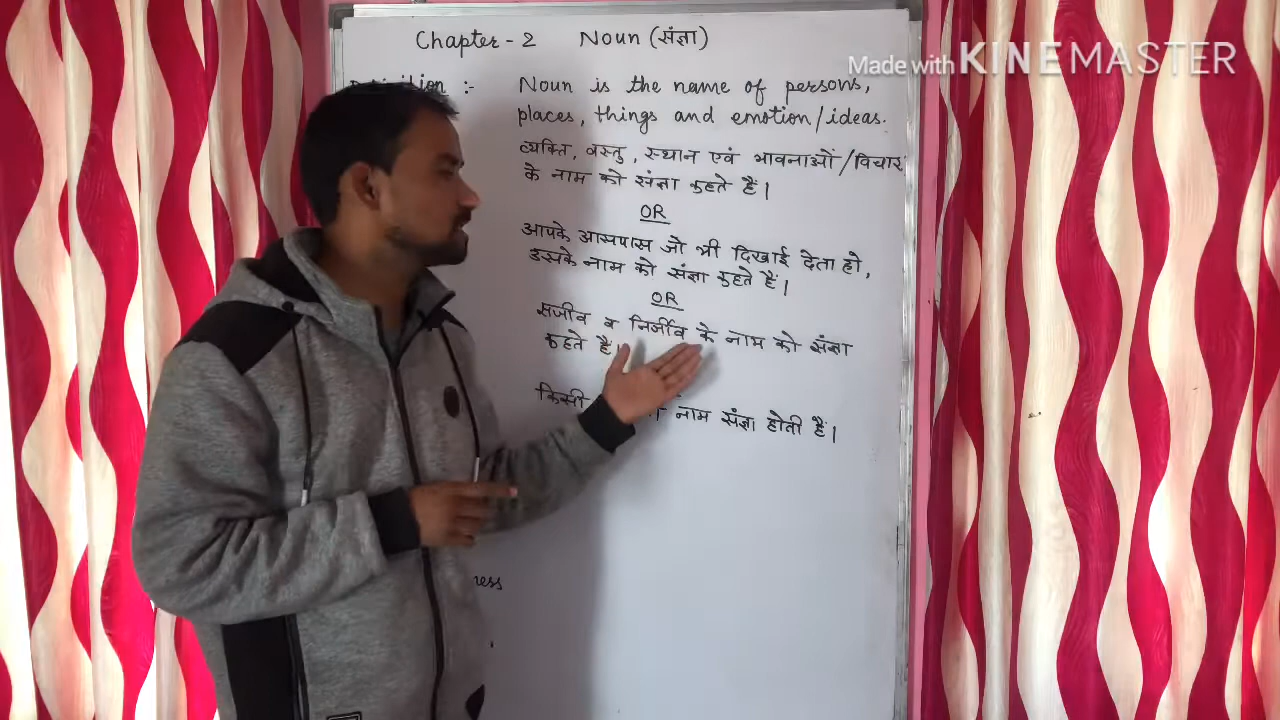 Chapter - 2 Noun (संज्ञा)
Made with KINEMASTER
:- Noun is the name of persons,
places, things and emotion/ideas.
व्यक्ति, वस्तु, स्थान एवं भावनाओं/विचार
के नाम को संज्ञा कहते हैं।
OR
आपके आसपास जो भी दिखाई देता हो,
उसके नाम को संज्ञा कहते हैं।
OR
सजीव व निर्जीव के नाम को संज्ञा
कहते हैं।
किसी नाम संज्ञा होती है।